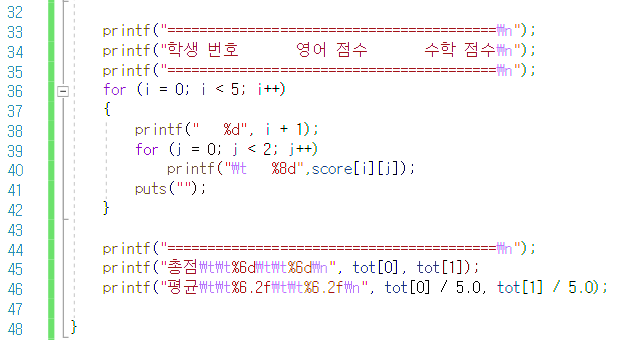 32
33 printf("=========================================₩n");
34 printf("학생 번호 영어 점수 수학 점수₩n");
35 printf("=========================================₩n");
36 for (i = 0; i < 5; i++)
37 {
38 printf(" %d", i + 1);
39 for (j = 0; j < 2; j++)
40 printf("₩t %8d",score[i][j]);
41 puts("");
42 }
43
44 printf("=========================================₩n");
45 printf("총점₩t₩t%6d₩t₩t%6d₩n", tot[0], tot[1]);
46 printf("평균₩t₩t%6.2f₩t₩t%6.2f₩n", tot[0] / 5.0, tot[1] / 5.0);
47
48 }